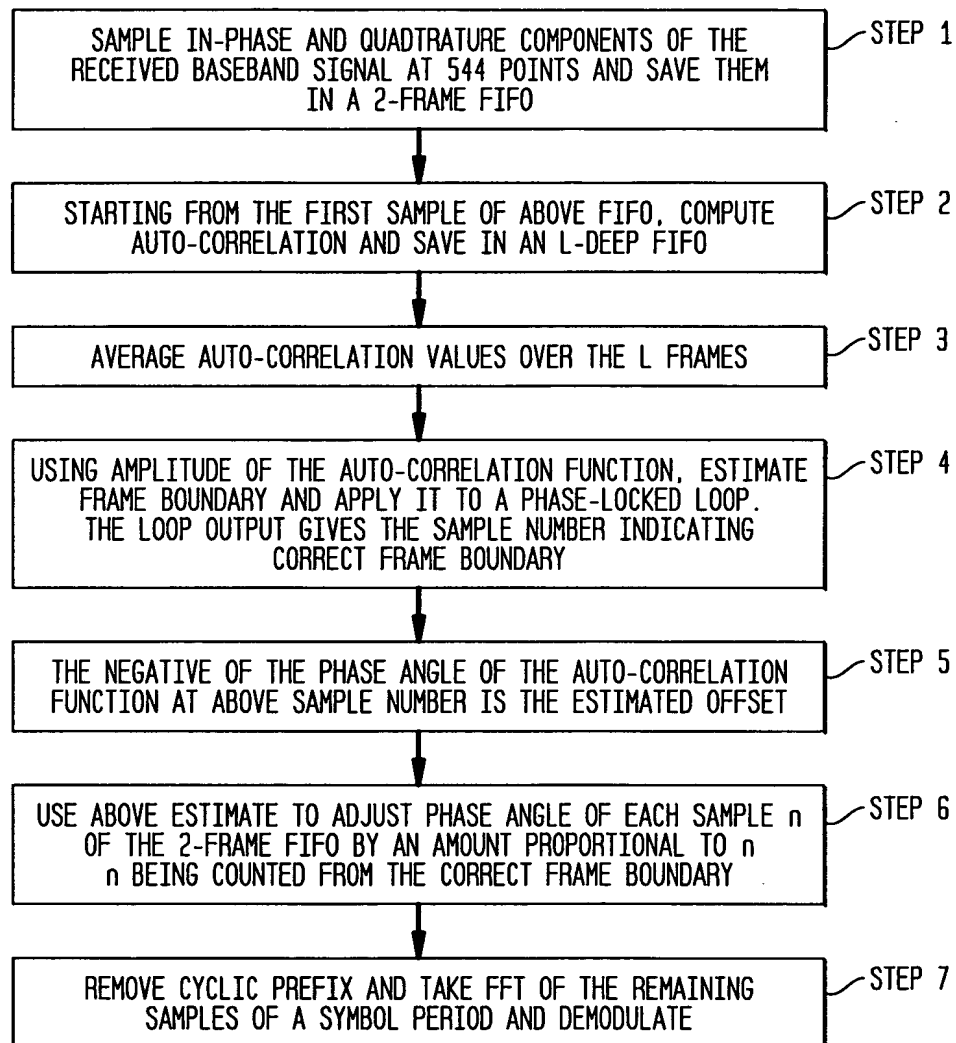 SAMPLE IN-PHASE AND QUADTRATURE COMPONENTS OF THE
RECEIVED BASEBAND SIGNAL AT 544 POINTS AND SAVE THEM
IN A 2-FRAME FIFO
STEP 1
STARTING FROM THE FIRST SAMPLE OF ABOVE FIFO, COMPUTE
AUTO-CORRELATION AND SAVE IN AN L-DEEP FIFO
STEP 2
AVERAGE AUTO-CORRELATION VALUES OVER THE L FRAMES
STEP 3
USING AMPLITUDE OF THE AUTO-CORRELATION FUNCTION, ESTIMATE
FRAME BOUNDARY AND APPLY IT TO A PHASE-LOCKED LOOP.
THE LOOP OUTPUT GIVES THE SAMPLE NUMBER INDICATING
CORRECT FRAME BOUNDARY
STEP 4
THE NEGATIVE OF THE PHASE ANGLE OF THE AUTO-CORRELATION
FUNCTION AT ABOVE SAMPLE NUMBER IS THE ESTIMATED OFFSET
STEP 5
USE ABOVE ESTIMATE TO ADJUST PHASE ANGLE OF EACH SAMPLE n
OF THE 2-FRAME FIFO BY AN AMOUNT PROPORTIONAL TO n
n BEING COUNTED FROM THE CORRECT FRAME BOUNDARY
STEP 6
REMOVE CYCLIC PREFIX AND TAKE FFT OF THE REMAINING
SAMPLES OF A SYMBOL PERIOD AND DEMODULATE
STEP 7